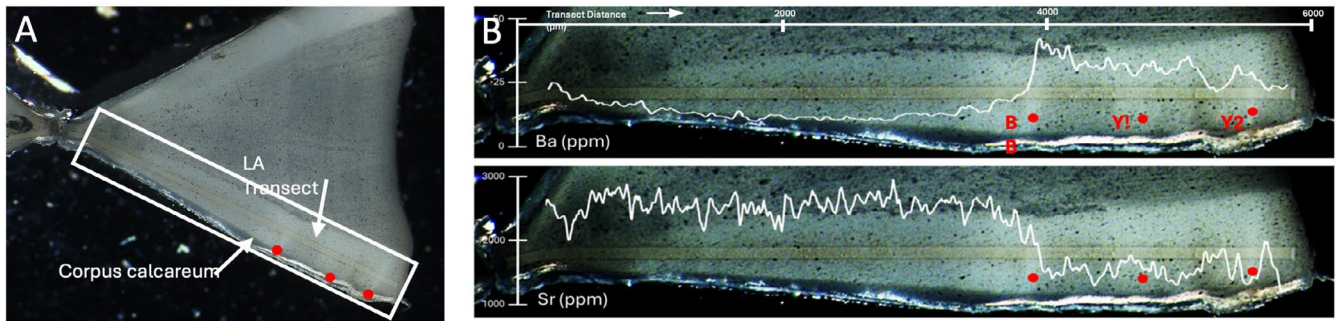 A
LA
Transect
Corpus calcareum
B
Transect Distance
(µm)
2000
4000
6000
50
25
0
B
B
Y!
Y2
Ba (ppm)
3000
2000
1000
Sr (ppm)